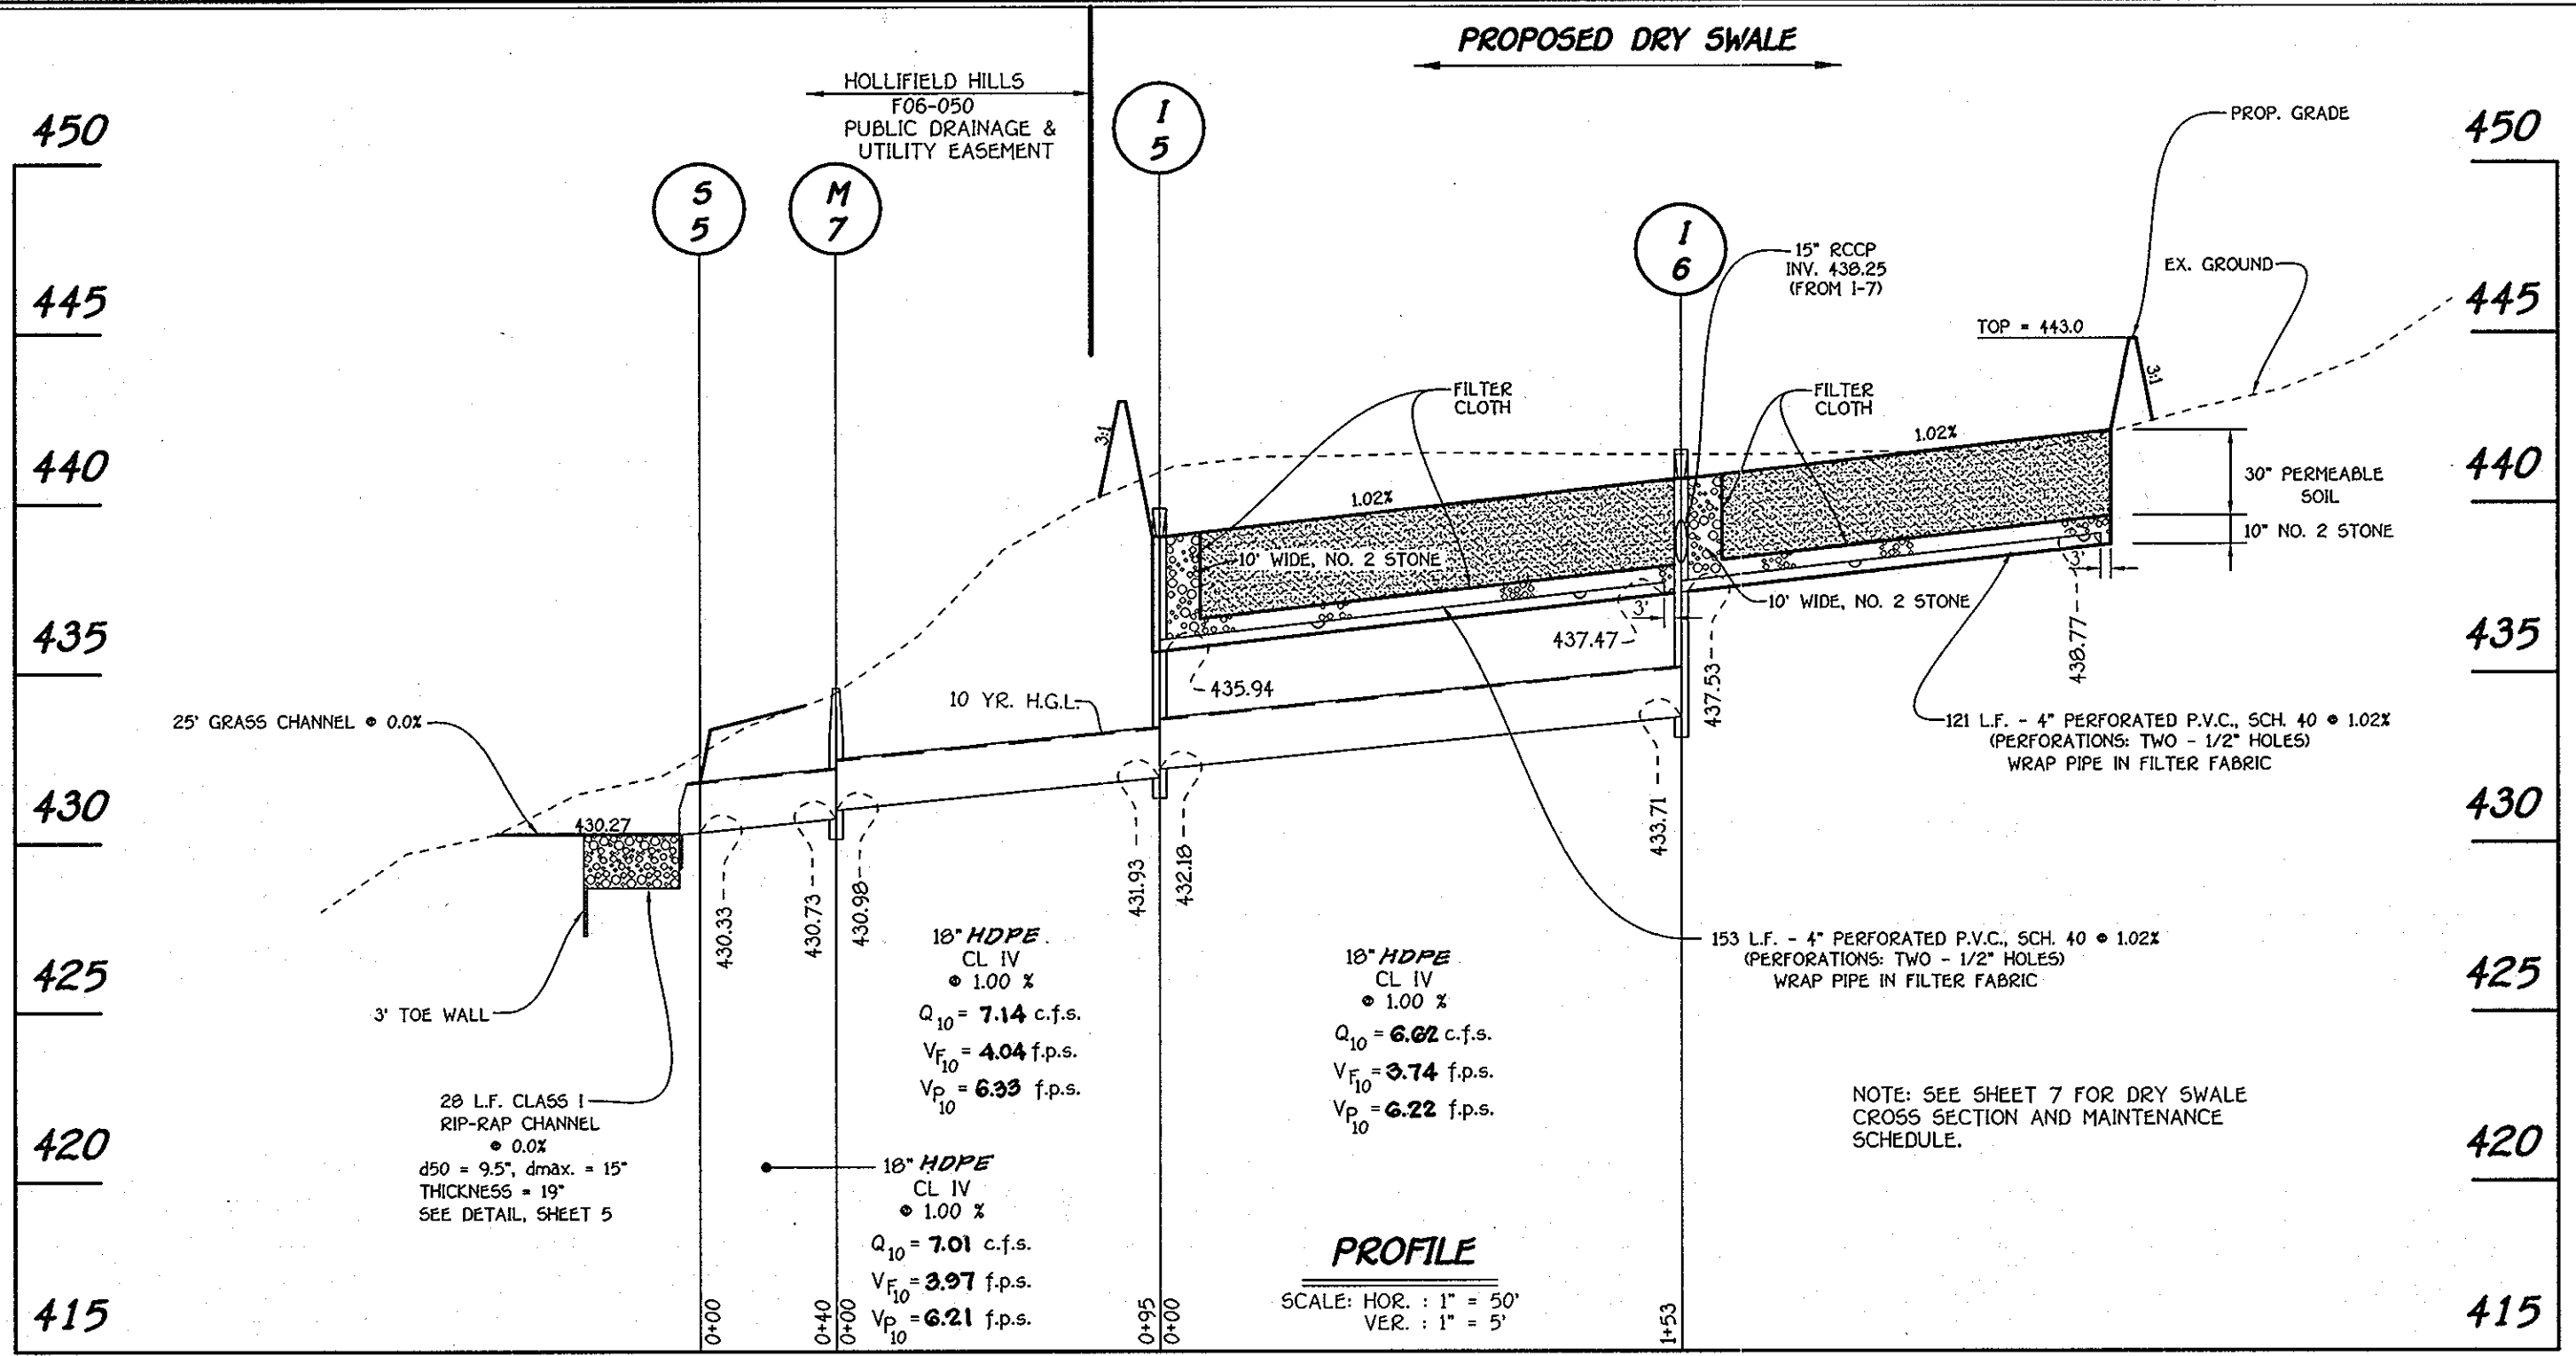 PROPOSED DRY SWALE
HOLLIFIELD HILLS
F06-050
PUBLIC DRAINAGE &
UTILITY EASEMENT
I
5
S
5
M
7
I
6
15" RCCP
INV. 438.25
(FROM I-7)
PROP. GRADE
EX. GROUND
TOP = 443.0
3:1
3:1
450
445
440
435
430
425
420
415
450
445
440
435
430
425
420
415
FILTER
CLOTH
FILTER
CLOTH
1.02%
1.02%
30" PERMEABLE
SOIL
10" NO. 2 STONE
10' WIDE, NO. 2 STONE
10' WIDE, NO. 2 STONE
3'
3'
437.47
435.94
437.53
438.77
10 YR. H.G.L.
25' GRASS CHANNEL @ 0.0%
430.27
121 L.F. - 4" PERFORATED P.V.C., SCH. 40 @ 1.02%
(PERFORATIONS: TWO - 1/2" HOLES)
WRAP PIPE IN FILTER FABRIC
430.33
430.73
430.98
431.93
432.18
433.71
153 L.F. - 4" PERFORATED P.V.C., SCH. 40 @ 1.02%
(PERFORATIONS: TWO - 1/2" HOLES)
WRAP PIPE IN FILTER FABRIC
3' TOE WALL
28 L.F. CLASS I
RIP-RAP CHANNEL
@ 0.0%
d50 = 9.5", dmax. = 15"
THICKNESS = 19"
SEE DETAIL, SHEET 5
18" HDPE
CL IV
@ 1.00 %
Q10 = 7.14 c.f.s.
VF10 = 4.04 f.p.s.
VP10 = 6.33 f.p.s.
18" HDPE
CL IV
@ 1.00 %
Q10 = 7.01 c.f.s.
VF10 = 3.97 f.p.s.
VP10 = 6.21 f.p.s.
18" HDPE
CL IV
@ 1.00 %
Q10 = 6.62 c.f.s.
VF10 = 3.74 f.p.s.
VP10 = 6.22 f.p.s.
NOTE: SEE SHEET 7 FOR DRY SWALE
CROSS SECTION AND MAINTENANCE
SCHEDULE.
0+00
0+40
0+00
0+95
0+00
1+53
PROFILE
SCALE: HOR. : 1" = 50'
VER. : 1" = 5'